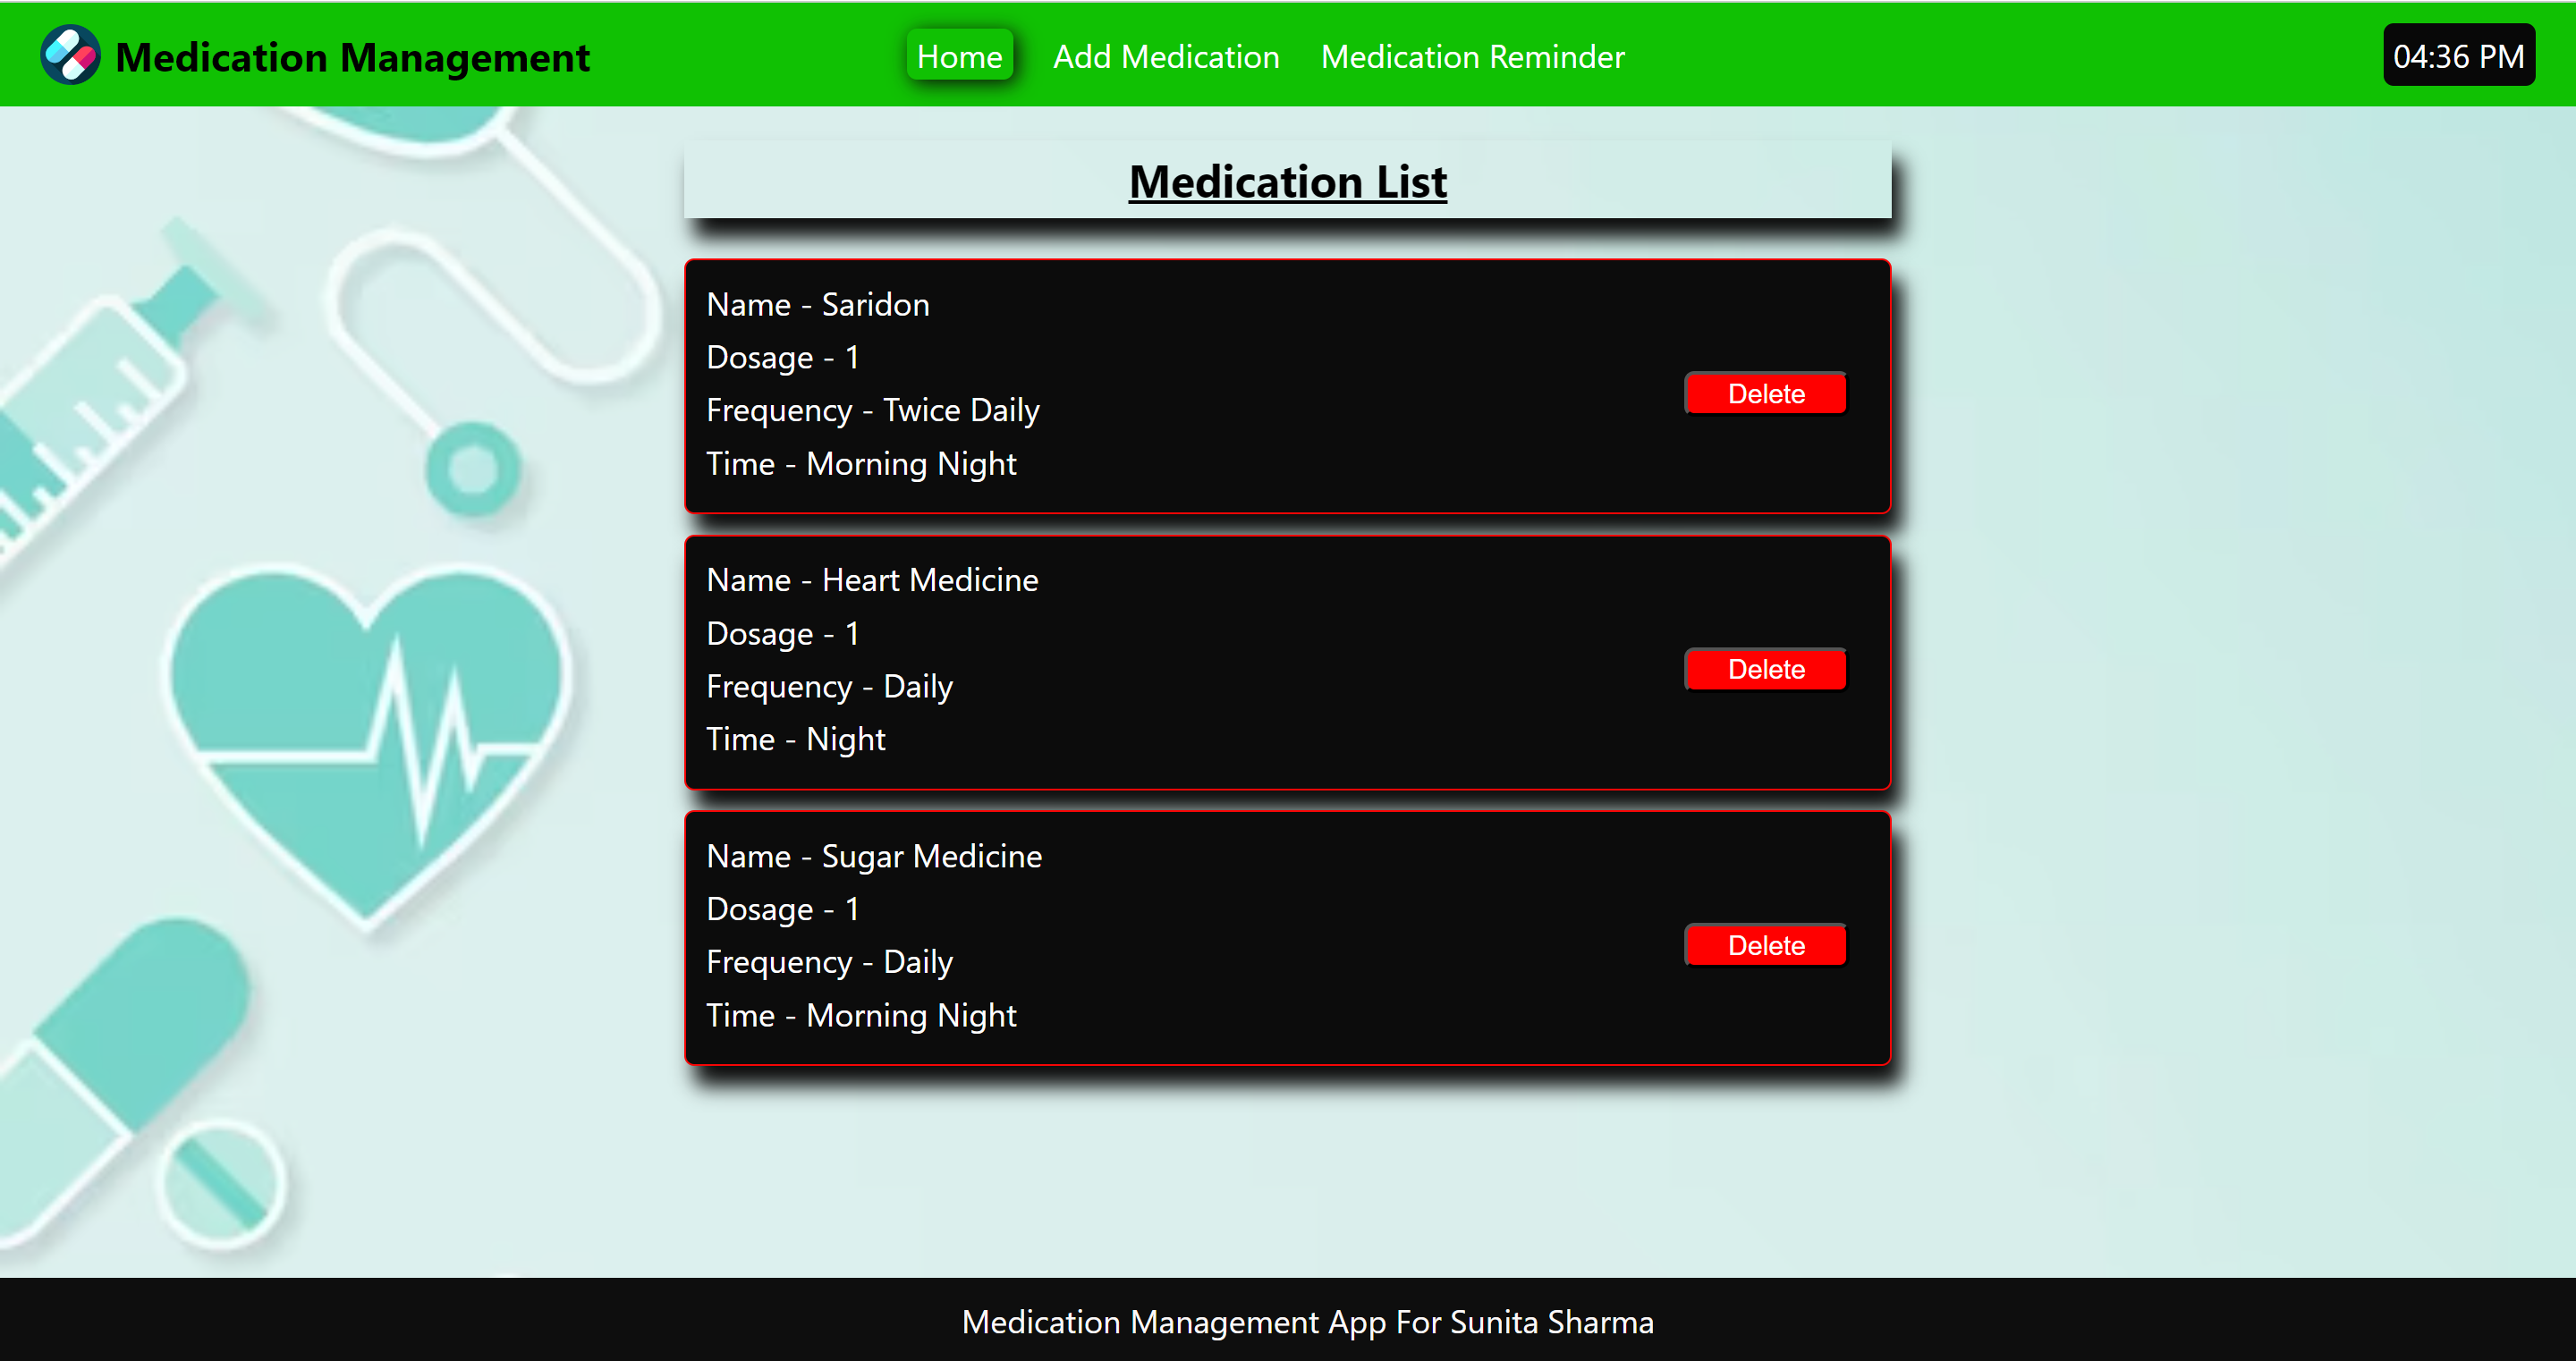 Medication Management
Home
Add Medication
Medication Reminder
04:36 PM
Medication List
Name - Saridon
Dosage - 1
Frequency - Twice Daily
Time - Morning Night
Delete
Name - Heart Medicine
Dosage - 1
Frequency - Daily
Time - Night
Delete
Name - Sugar Medicine
Dosage - 1
Frequency - Daily
Time - Morning Night
Delete
Medication Management App For Sunita Sharma